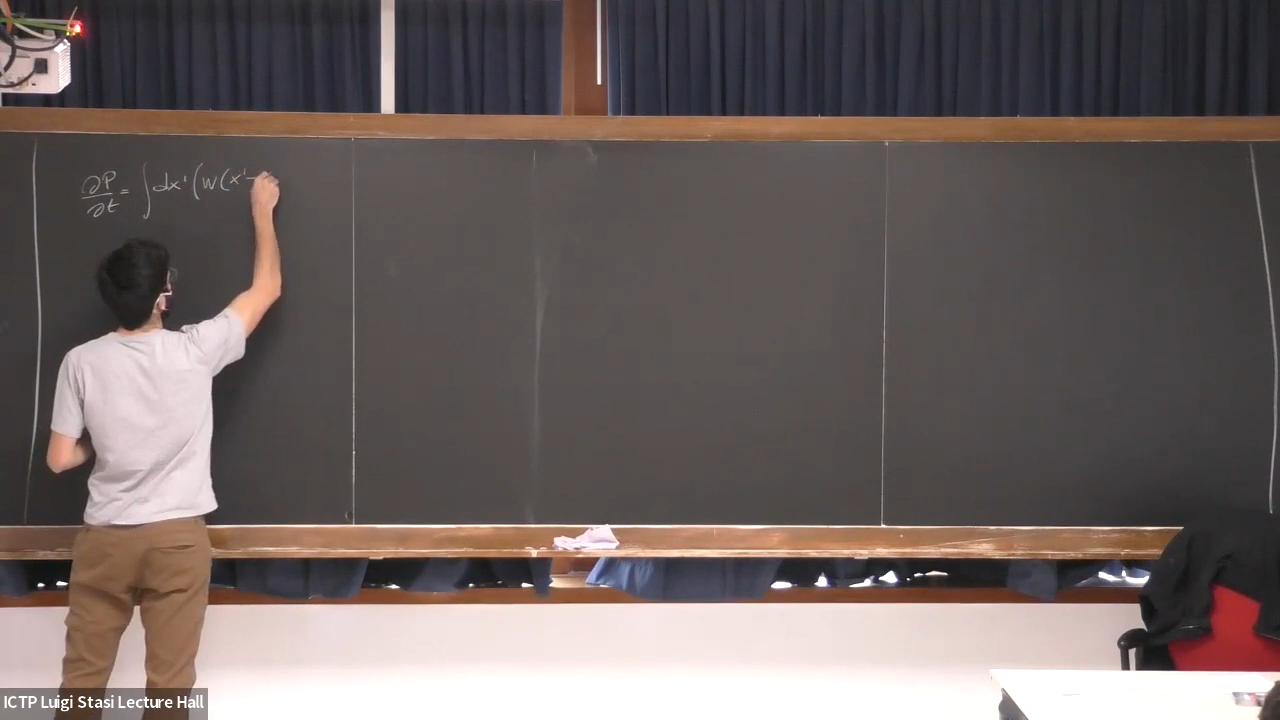 ∂P/∂t = ∫ dx' (W(x'-
ICTP Luigi Stasi Lecture Hall